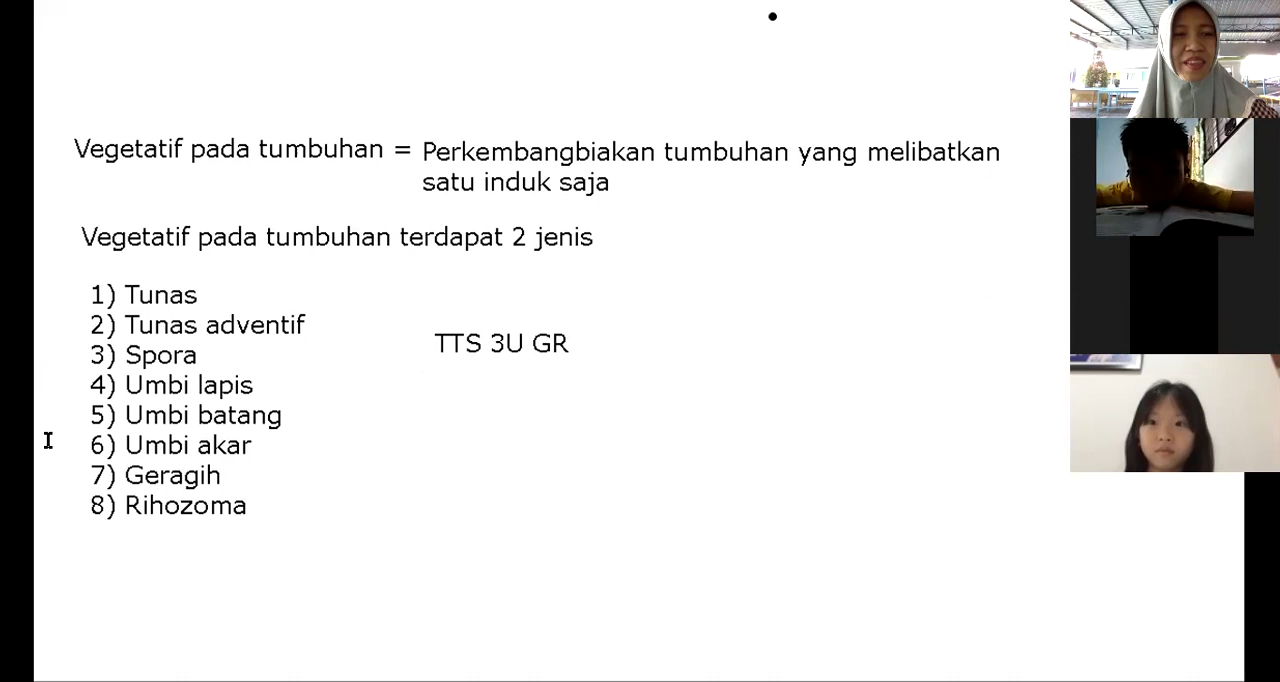 Vegetatif pada tumbuhan = Perkembangbiakan tumbuhan yang melibatkan
satu induk saja
Vegetatif pada tumbuhan terdapat 2 jenis
1) Tunas
2) Tunas adventif
3) Spora
4) Umbi lapis
5) Umbi batang
6) Umbi akar
7) Geragih
8) Rihozoma
TTS 3U GR